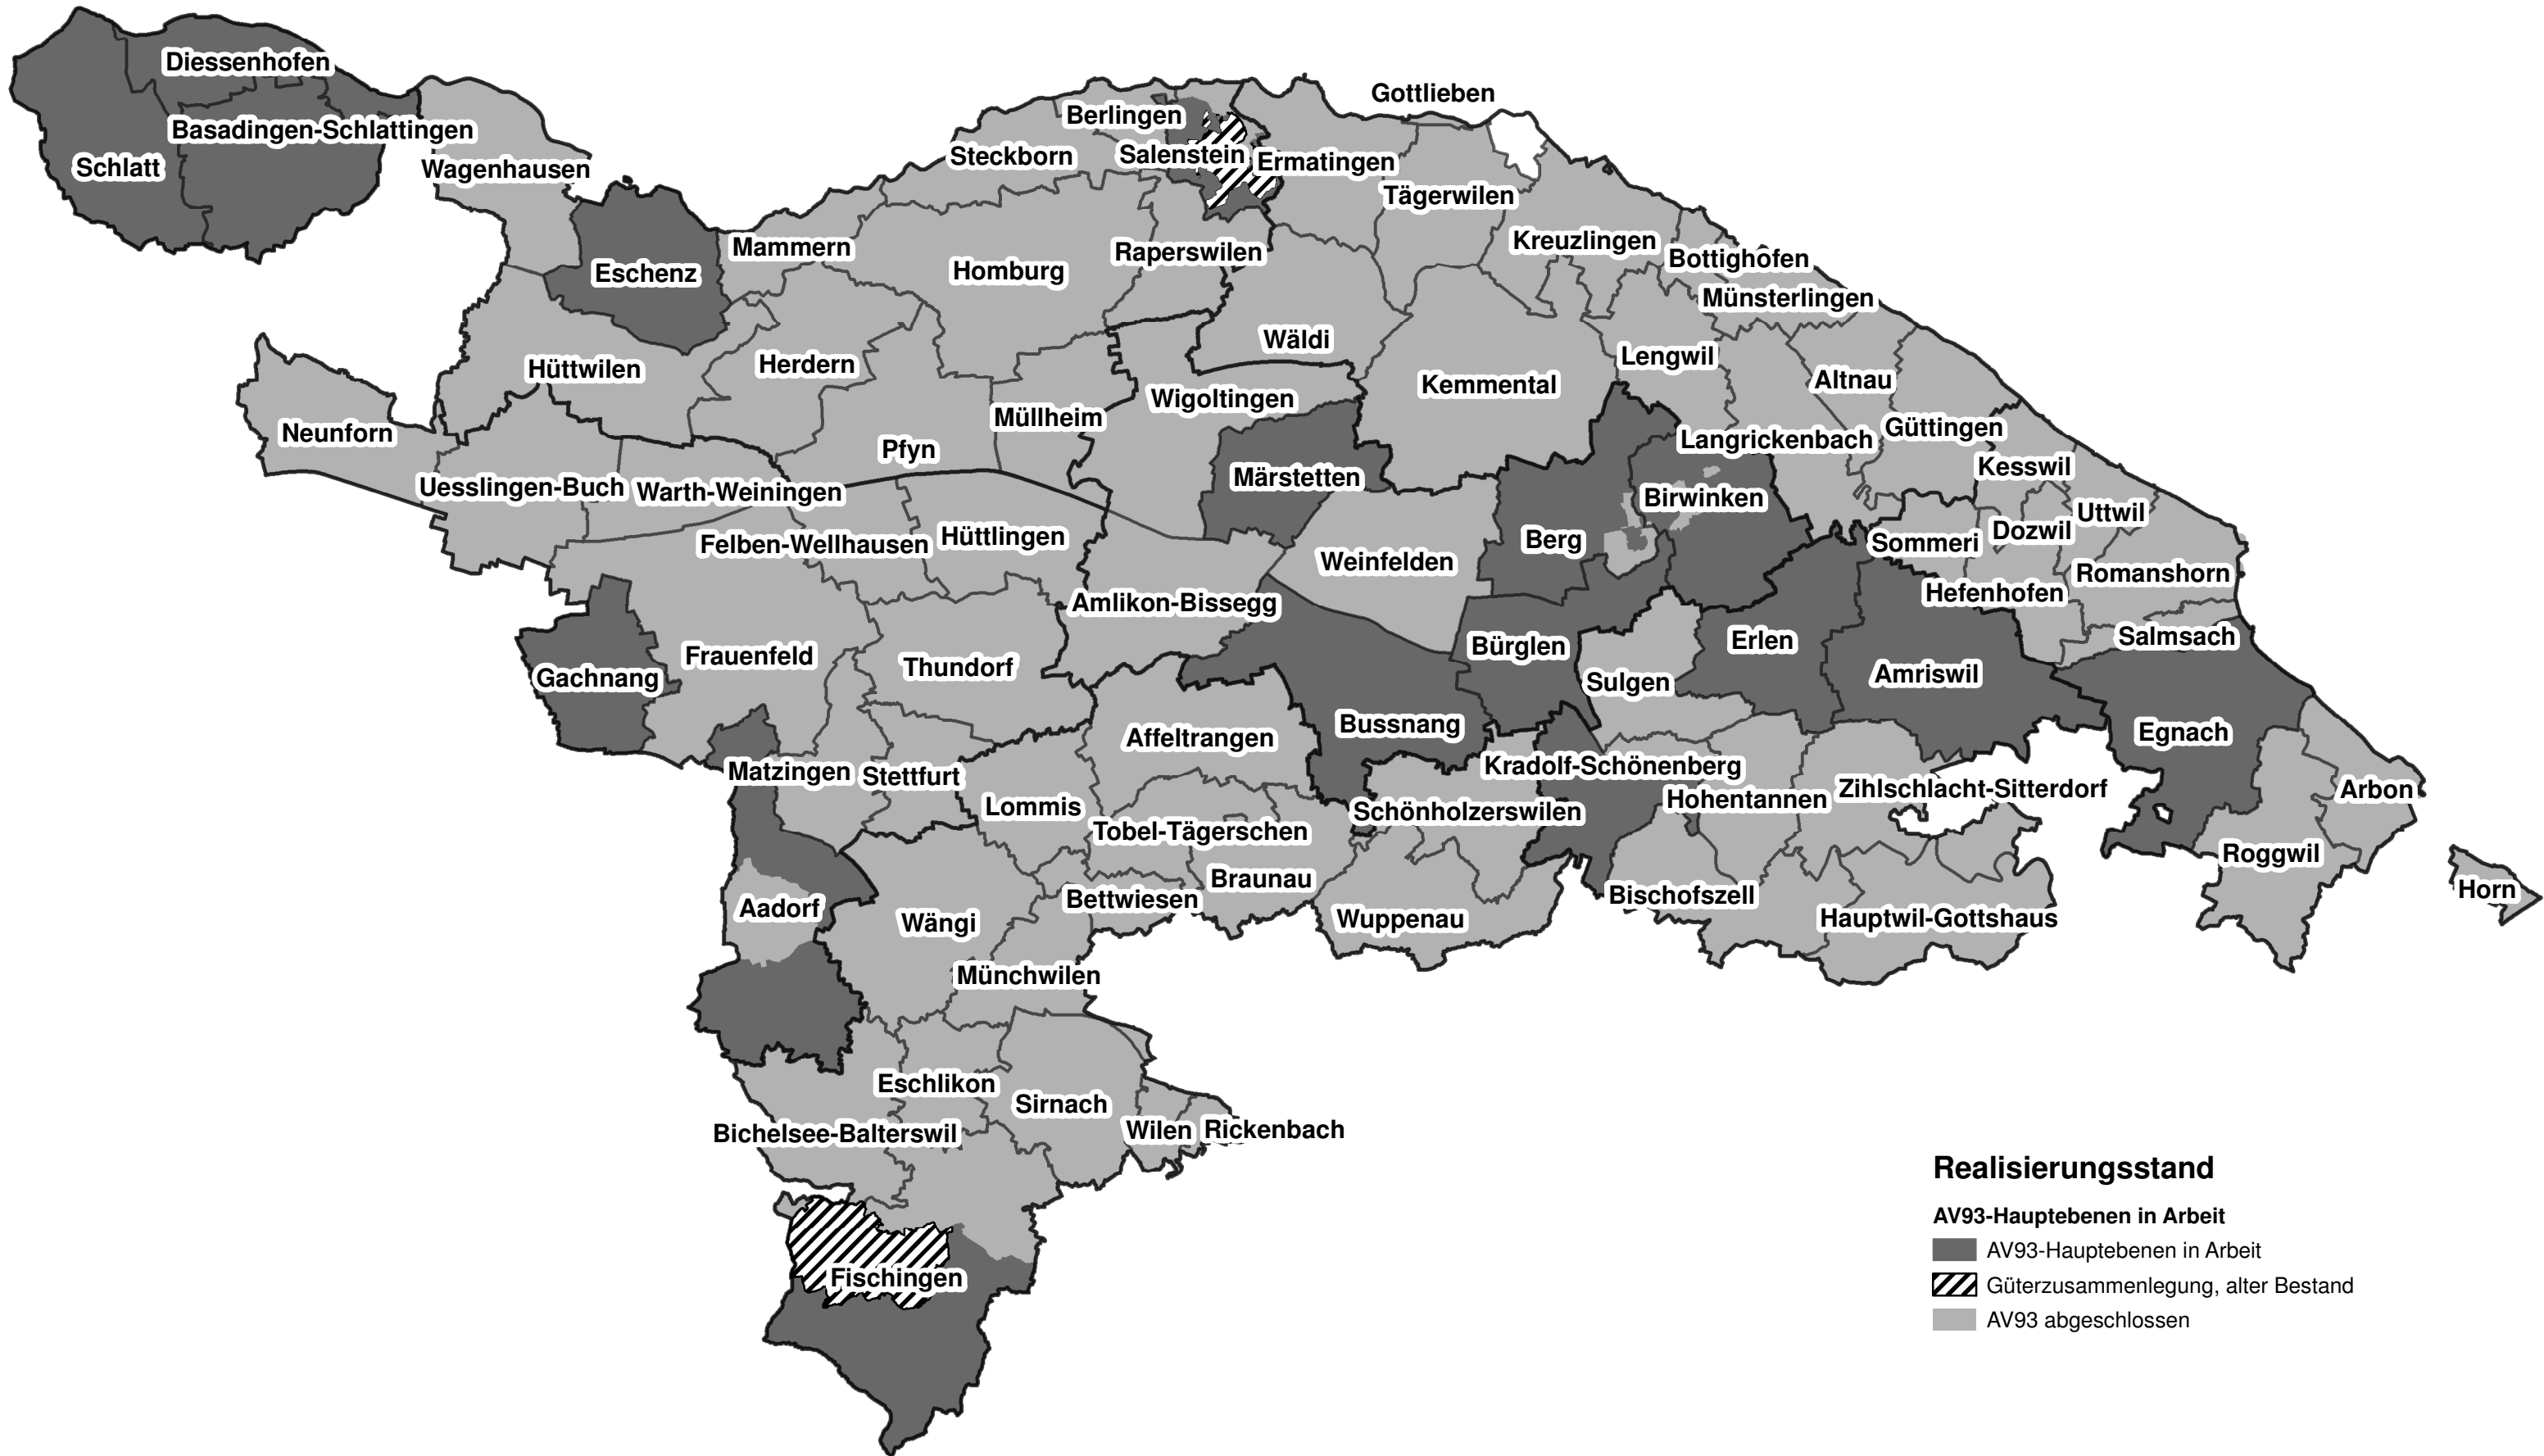 Diessenhofen
Gottlieben
Berlingen
Basadingen-Schlattingen
Steckborn
Salenstein
Ermatingen
Schlatt
Wagenhausen
Tägerwilen
Kreuzlingen
Mammern
Raperswilen
Bottighofen
Homburg
Eschenz
Münsterlingen
Wäldi
Lengwil
Herdern
Hüttwilen
Altnau
Kemmental
Wigoltingen
Müllheim
Güttingen
Neunforn
Langrickenbach
Pfyn
Kesswil
Märstetten
Uesslingen-Buch
Warth-Weiningen
Birwinken
Uttwil
Dozwil
Hüttlingen
Berg
Sommeri
Felben-Wellhausen
Weinfelden
Romanshorn
Hefenhofen
Amlikon-Bissegg
Salmsach
Erlen
Bürglen
Frauenfeld
Thundorf
Amriswil
Gachnang
Sulgen
Bussnang
Egnach
Affeltrangen
Kradolf-Schönenberg
Matzingen
Stettfurt
Zihlschlacht-Sitterdorf
Arbon
Hohentannen
Lommis
Schönholzerswilen
Tobel-Tägerschen
Roggwil
Braunau
Horn
Bischofszell
Bettwiesen
Aadorf
Wuppenau
Hauptwil-Gottshaus
Wängi
Münchwilen
Eschlikon
Sirnach
Wilen
Rickenbach
Bichelsee-Balterswil
Fischingen
Realisierungsstand
AV93-Hauptebenen in Arbeit
AV93-Hauptebenen in Arbeit
Güterzusammenlegung, alter Bestand
AV93 abgeschlossen